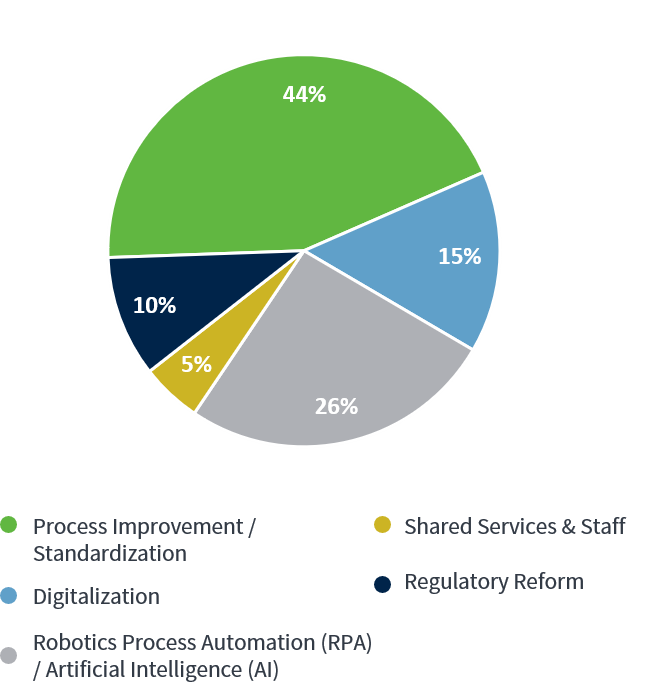 44%
15%
10%
5%
26%
Process Improvement /
Standardization
Digitalization
Robotics Process Automation (RPA)
/ Artificial Intelligence (AI)
Shared Services & Staff
Regulatory Reform